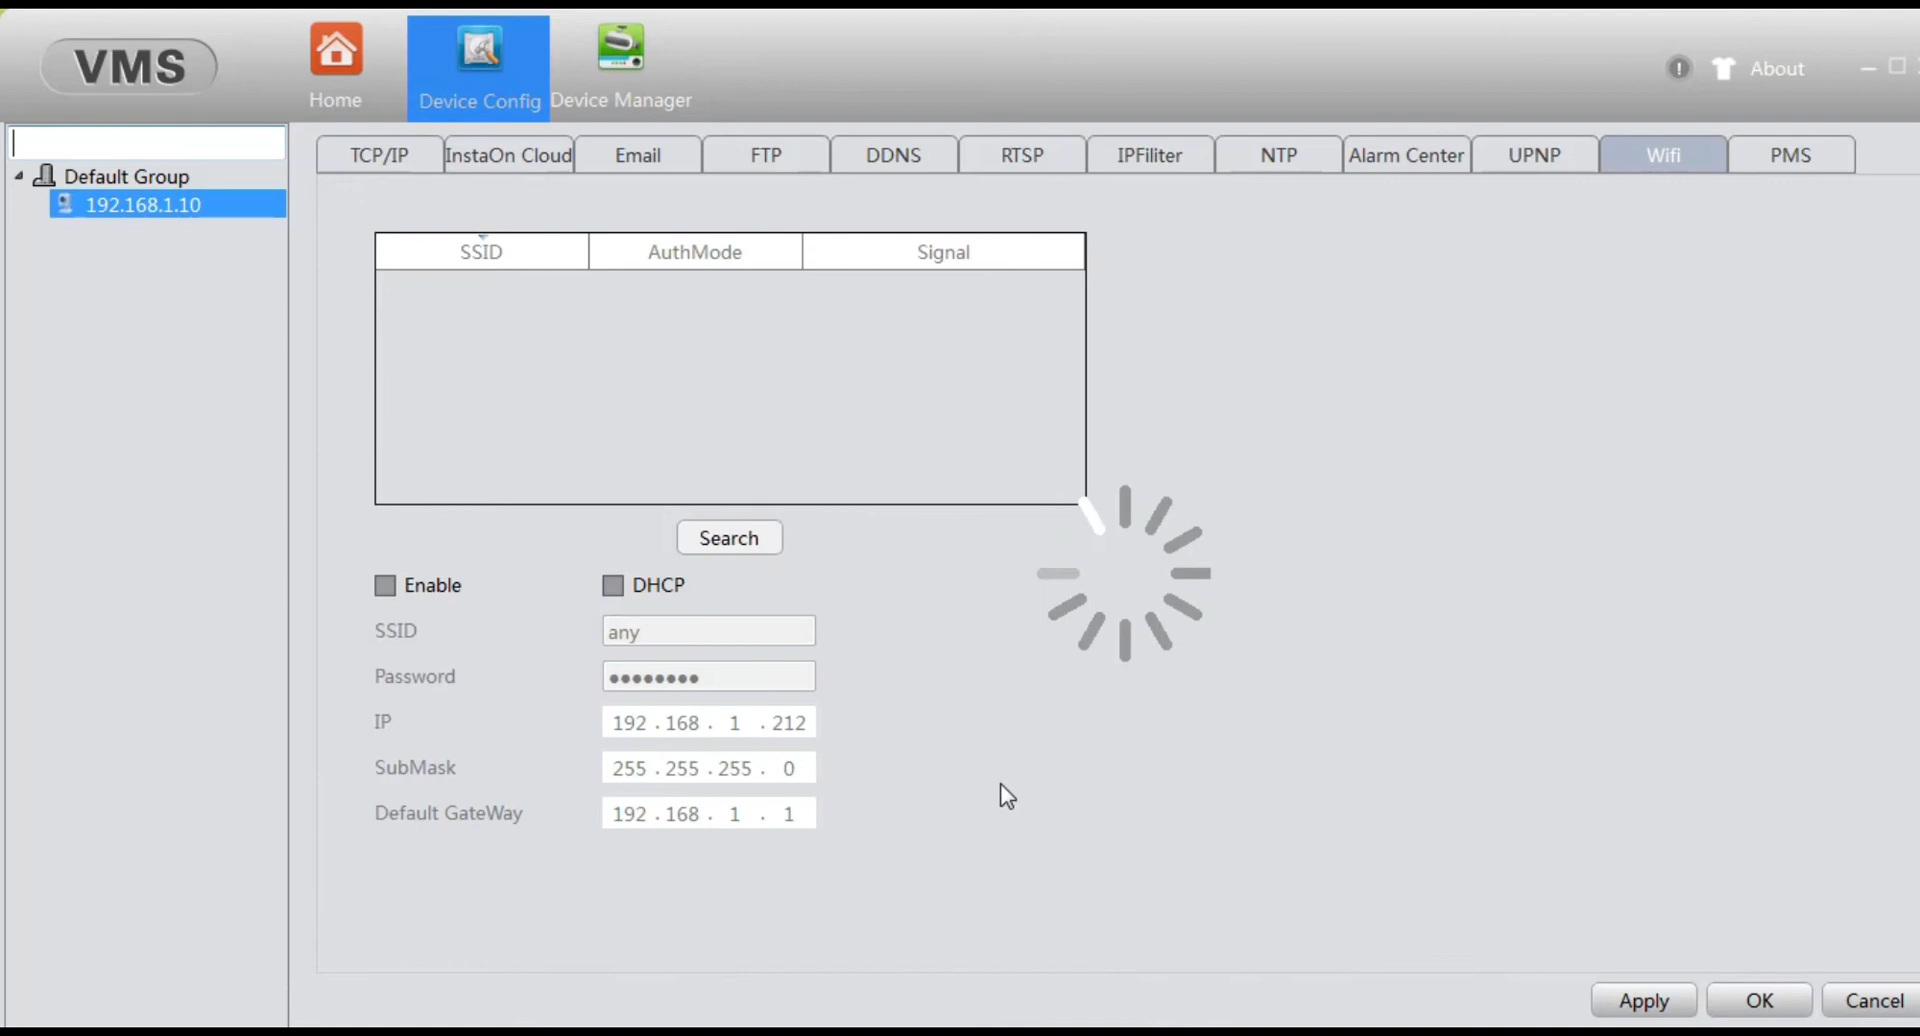 VMS
Home
Device Config
Device Manager
About
Default Group
192.168.1.10
TCP/IP
InstaOn Cloud
Email
FTP
DDNS
RTSP
IPFiliter
NTP
Alarm Center
UPNP
Wifi
PMS
SSID AuthMode Signal
Search
Enable DHCP
SSID any
Password ●●●●●●●●
IP 192 . 168 . 1 . 212
SubMask 255 . 255 . 255 . 0
Default GateWay 192 . 168 . 1 . 1
Apply OK Cancel